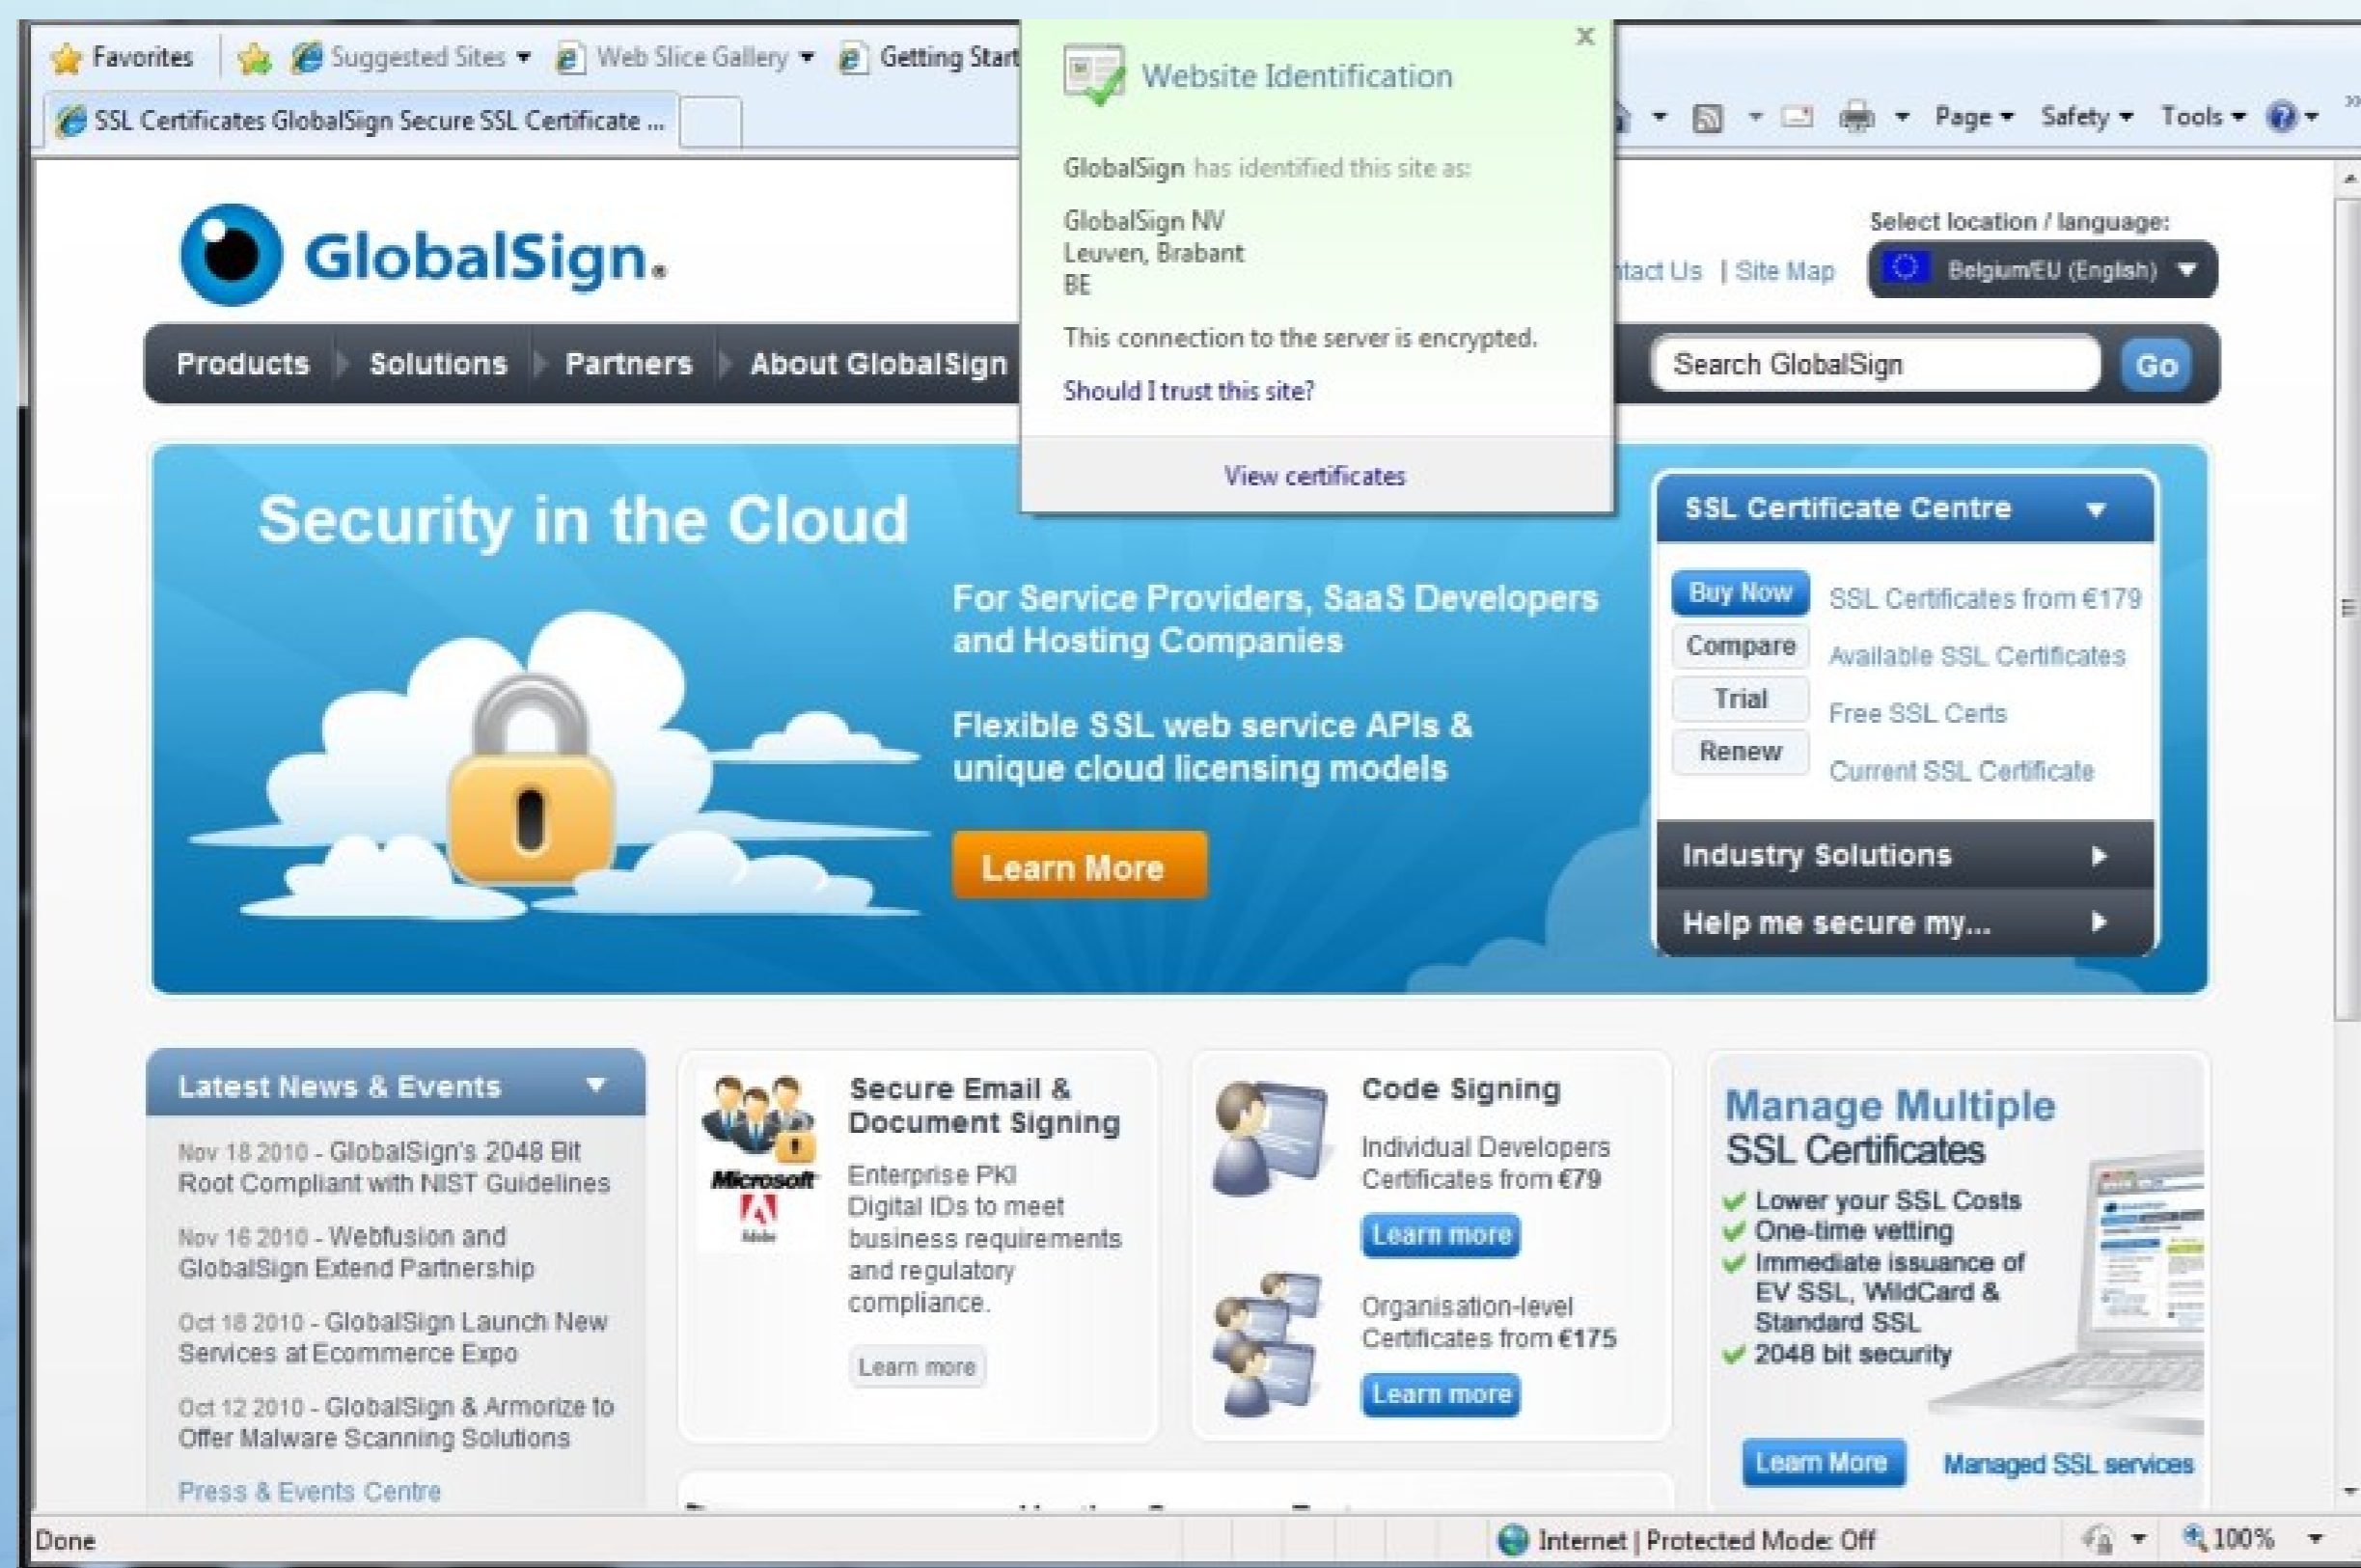 Favorites
Suggested Sites
Web Slice Gallery
Getting Start
SSL Certificates GlobalSign Secure SSL Certificate ...
Page
Safety
Tools
x
Website Identification
GlobalSign has identified this site as:
GlobalSign NV
Leuven, Brabant
BE
This connection to the server is encrypted.
Should I trust this site?
View certificates
GlobalSign®
Select location / language:
tact Us | Site Map
Belgium/EU (English)
Products
Solutions
Partners
About GlobalSign
Search GlobalSign
Go
Security in the Cloud
For Service Providers, SaaS Developers
and Hosting Companies
Flexible SSL web service APIs &
unique cloud licensing models
Learn More
SSL Certificate Centre
Buy Now
SSL Certificates from €179
Compare
Available SSL Certificates
Trial
Free SSL Certs
Renew
Current SSL Certificate
Industry Solutions
Help me secure my...
Latest News & Events
Nov 18 2010 - GlobalSign's 2048 Bit
Root Compliant with NIST Guidelines
Nov 16 2010 - Webfusion and
GlobalSign Extend Partnership
Oct 18 2010 - GlobalSign Launch New
Services at Ecommerce Expo
Oct 12 2010 - GlobalSign & Armorize to
Offer Malware Scanning Solutions
Press & Events Centre
Microsoft
Adobe
Secure Email &
Document Signing
Enterprise PKI
Digital IDs to meet
business requirements
and regulatory
compliance.
Learn more
Code Signing
Individual Developers
Certificates from €79
Learn more
Organisation-level
Certificates from €175
Learn more
Manage Multiple
SSL Certificates
Lower your SSL Costs
One-time vetting
Immediate issuance of
EV SSL, WildCard &
Standard SSL
2048 bit security
Learn More
Managed SSL services
Done
Internet | Protected Mode: Off
100%